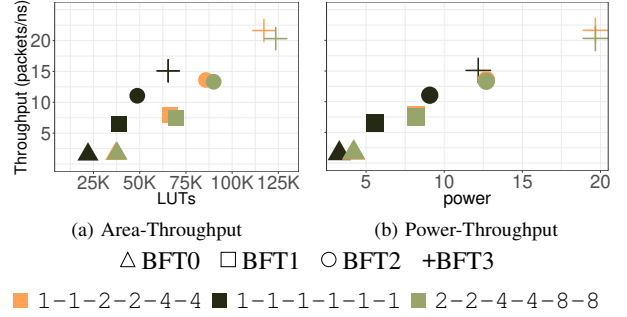 Throughput (packets/ns)
20
15
10
5
25K 50K 75K 100K 125K
LUTs
5 10 15 20
power
(a) Area-Throughput
(b) Power-Throughput
BFT0 BFT1 BFT2 BFT3
1-1-2-2-4-4 1-1-1-1-1-1 2-2-4-4-8-8